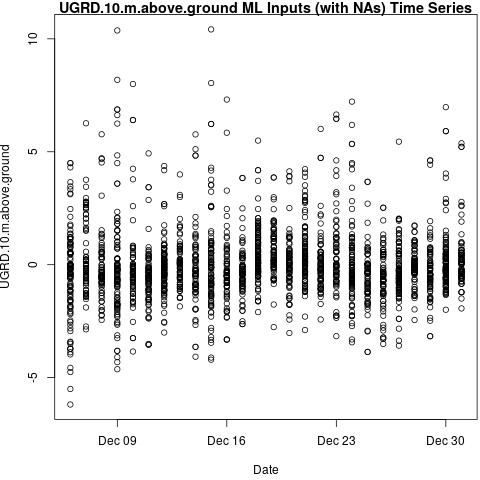 UGRD.10.m.above.ground ML Inputs (with NAs) Time Series
UGRD.10.m.above.ground
10
5
0
-5
Dec 09 Dec 16 Dec 23 Dec 30
Date